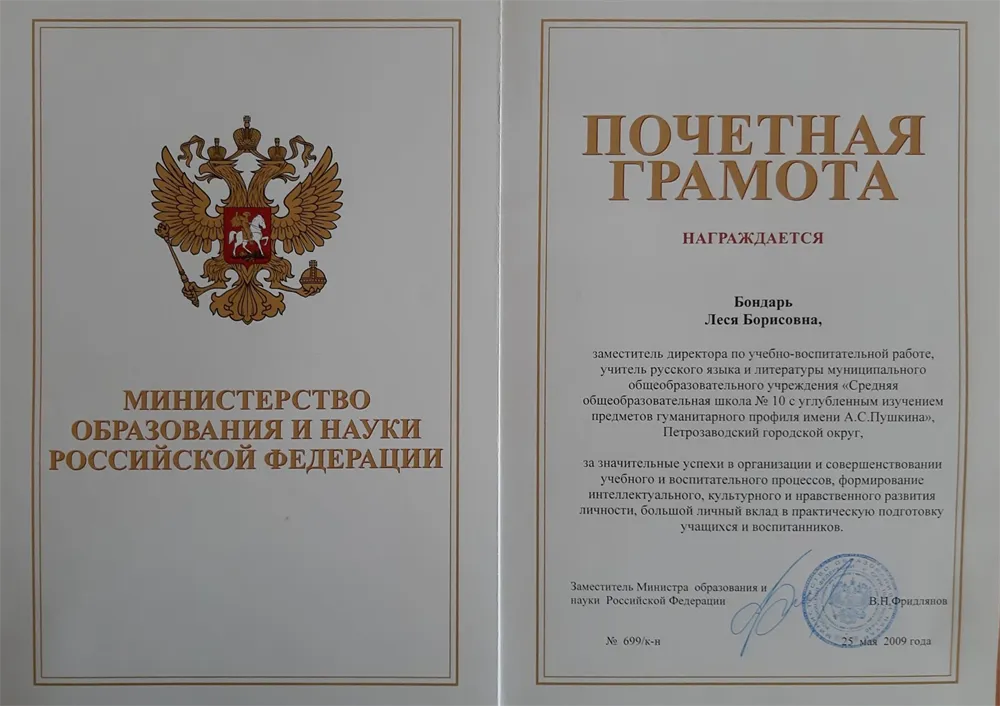 МИНИСТЕРСТВО
ОБРАЗОВАНИЯ И НАУКИ
РОССИЙСКОЙ ФЕДЕРАЦИИ
ПОЧЕТНАЯ
ГРАМОТА
НАГРАЖДАЕТСЯ
Бондарь
Леся Борисовна,
заместитель директора по учебно-воспитательной работе,
учитель русского языка и литературы муниципального
общеобразовательного учреждения «Средняя
общеобразовательная школа № 10 с углубленным изучением
предметов гуманитарного профиля имени А.С.Пушкина»,
Петрозаводский городской округ,
за значительные успехи в организации и совершенствовании
учебного и воспитательного процессов, формирование
интеллектуального, культурного и нравственного развития
личности, большой личный вклад в практическую подготовку
учащихся и воспитанников.
Заместитель Министра образования и
науки Российской Федерации
В.Н.Фридлянов
№ 699/к-н
25 мая 2009 года